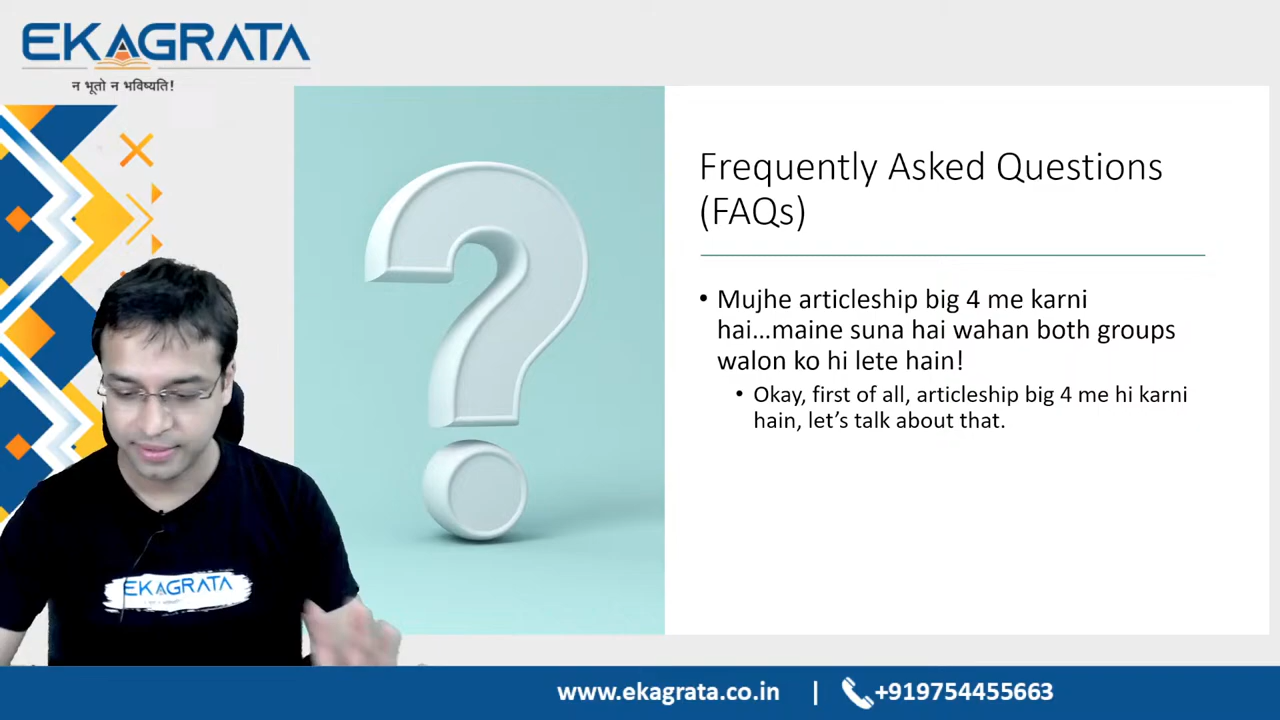 EKAGRATA
न भूतो न भविष्यति!
Frequently Asked Questions
(FAQs)
• Mujhe articleship big 4 me karni
hai...maine suna hai wahan both groups
walon ko hi lete hain!
• Okay, first of all, articleship big 4 me hi karni
hain, let's talk about that.
EKAGRATA
www.ekagrata.co.in | +919754455663